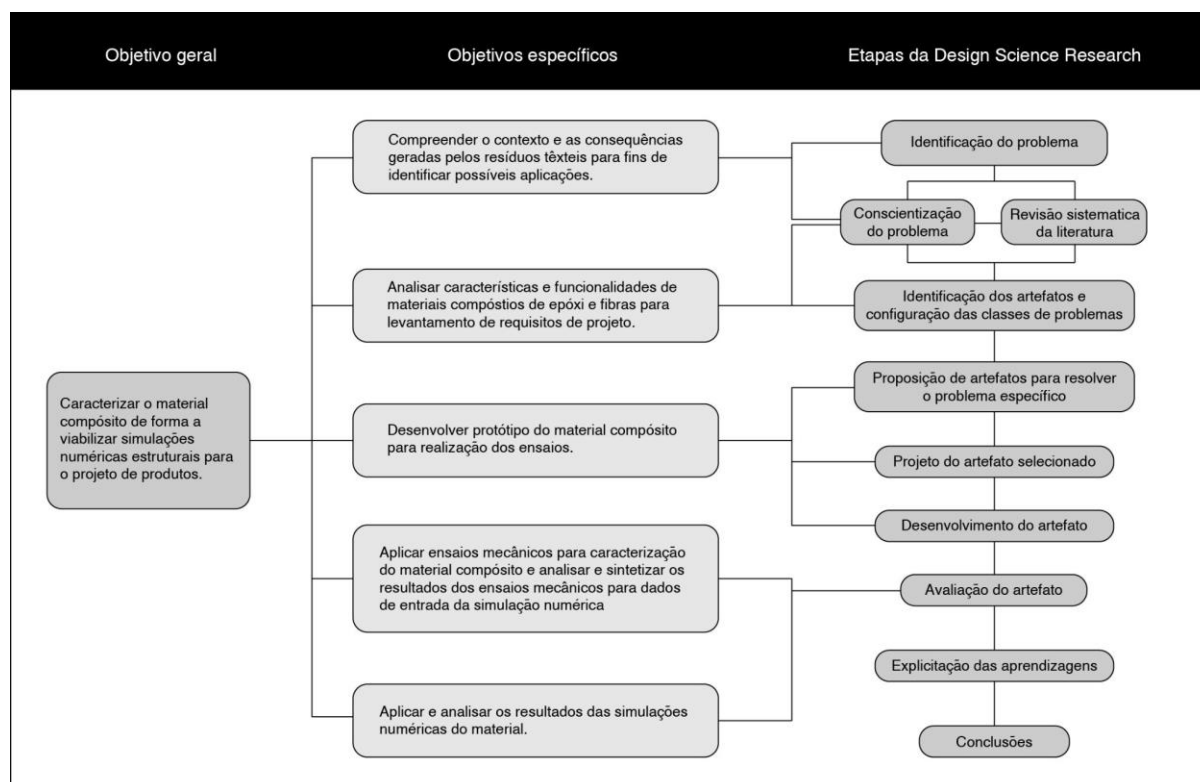 Objetivo geral
Objetivos específicos
Etapas da Design Science Research
Caracterizar o material
compósito de forma a
viabilizar simulações
numéricas estruturais para
o projeto de produtos.
Compreender o contexto e as consequências
geradas pelos resíduos têxteis para fins de
identificar possíveis aplicações.
Analisar características e funcionalidades de
materiais compóstios de epóxi e fibras para
levantamento de requisitos de projeto.
Desenvolver protótipo do material compósito
para realização dos ensaios.
Aplicar ensaios mecânicos para caracterização
do material compósito e analisar e sintetizar os
resultados dos ensaios mecânicos para dados
de entrada da simulação numérica
Aplicar e analisar os resultados das simulações
numéricas do material.
Identificação do problema
Conscientização
do problema
Revisão sistematica
da literatura
Identificação dos artefatos e
configuração das classes de problemas
Proposição de artefatos para resolver
o problema específico
Projeto do artefato selecionado
Desenvolvimento do artefato
Avaliação do artefato
Explicitação das aprendizagens
Conclusões